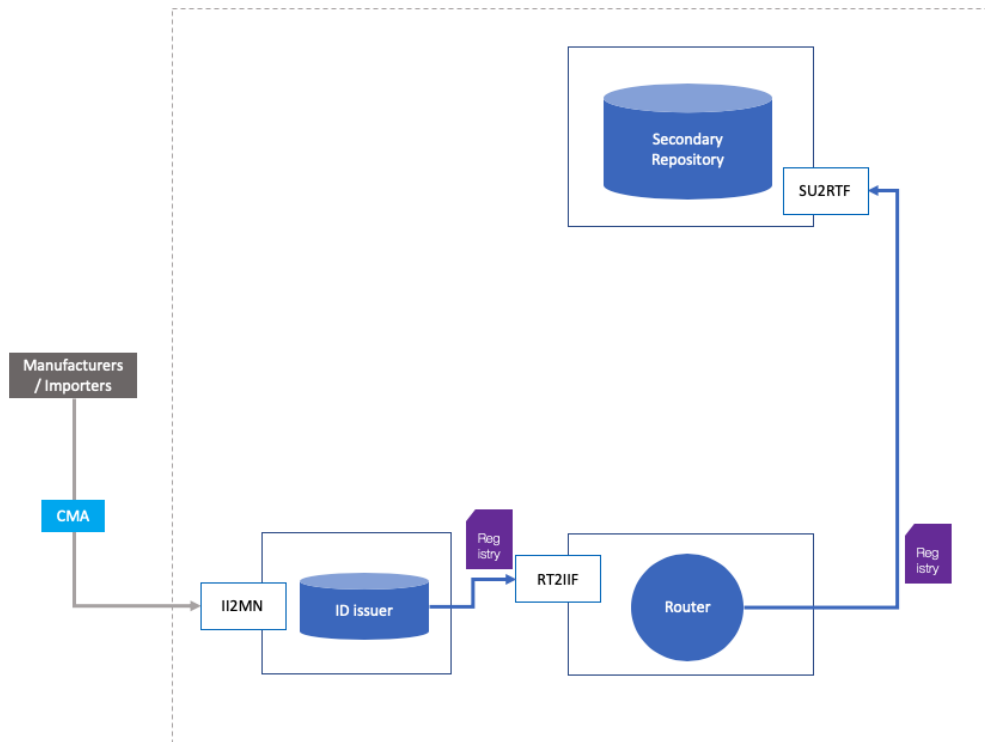 Secondary
Repository
SU2RTF
Manufacturers
/ Importers
CMA
Reg
istry
Reg
istry
II2MN
ID issuer
RT2IIF
Router